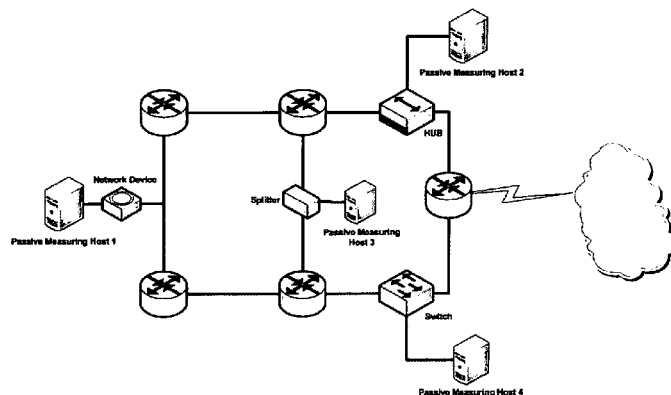 Passive Measuring Host 2
HUB
Network Device
Splitter
Passive Measuring Host 1
Passive Measuring
Host 3
Switch
Passive Measuring Host 4